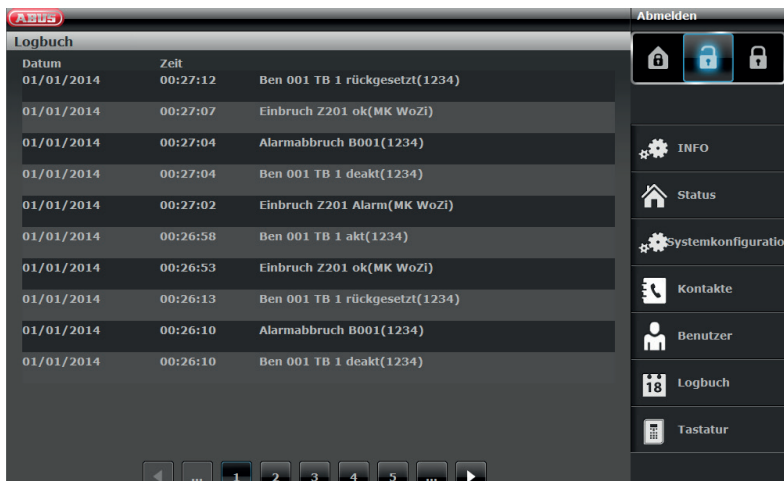 ABUS
Abmelden
Logbuch
Datum Zeit
01/01/2014 00:27:12 Ben 001 TB 1 rückgesetzt(1234)
01/01/2014 00:27:07 Einbruch Z201 ok(MK WoZi)
01/01/2014 00:27:04 Alarmabbruch B001(1234)
01/01/2014 00:27:04 Ben 001 TB 1 deakt(1234)
01/01/2014 00:27:02 Einbruch Z201 Alarm(MK WoZi)
01/01/2014 00:26:58 Ben 001 TB 1 akt(1234)
01/01/2014 00:26:53 Einbruch Z201 ok(MK WoZi)
01/01/2014 00:26:13 Ben 001 TB 1 rückgesetzt(1234)
01/01/2014 00:26:10 Alarmabbruch B001(1234)
01/01/2014 00:26:10 Ben 001 TB 1 deakt(1234)
... 1 2 3 4 5 ...
INFO
Status
Systemkonfiguratio
Kontakte
Benutzer
18 Logbuch
Tastatur